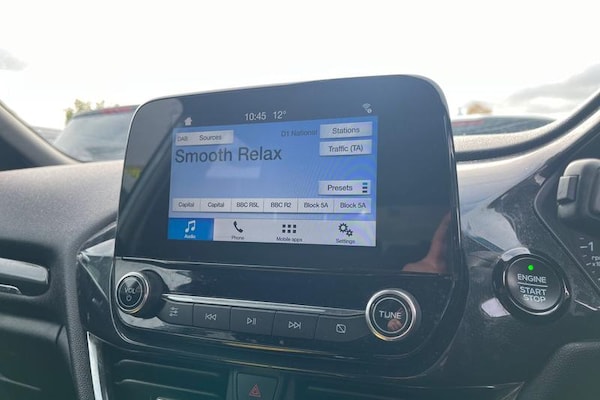 10:45 12°
DAB Sources D1 National Stations
Smooth Relax
Traffic (TA)
Presets
Capital Capital BBC R5L BBC R2 Block 5A Block 5A
Audio Phone Mobile apps Settings
VOL
TUNE
ENGINE
START
STOP